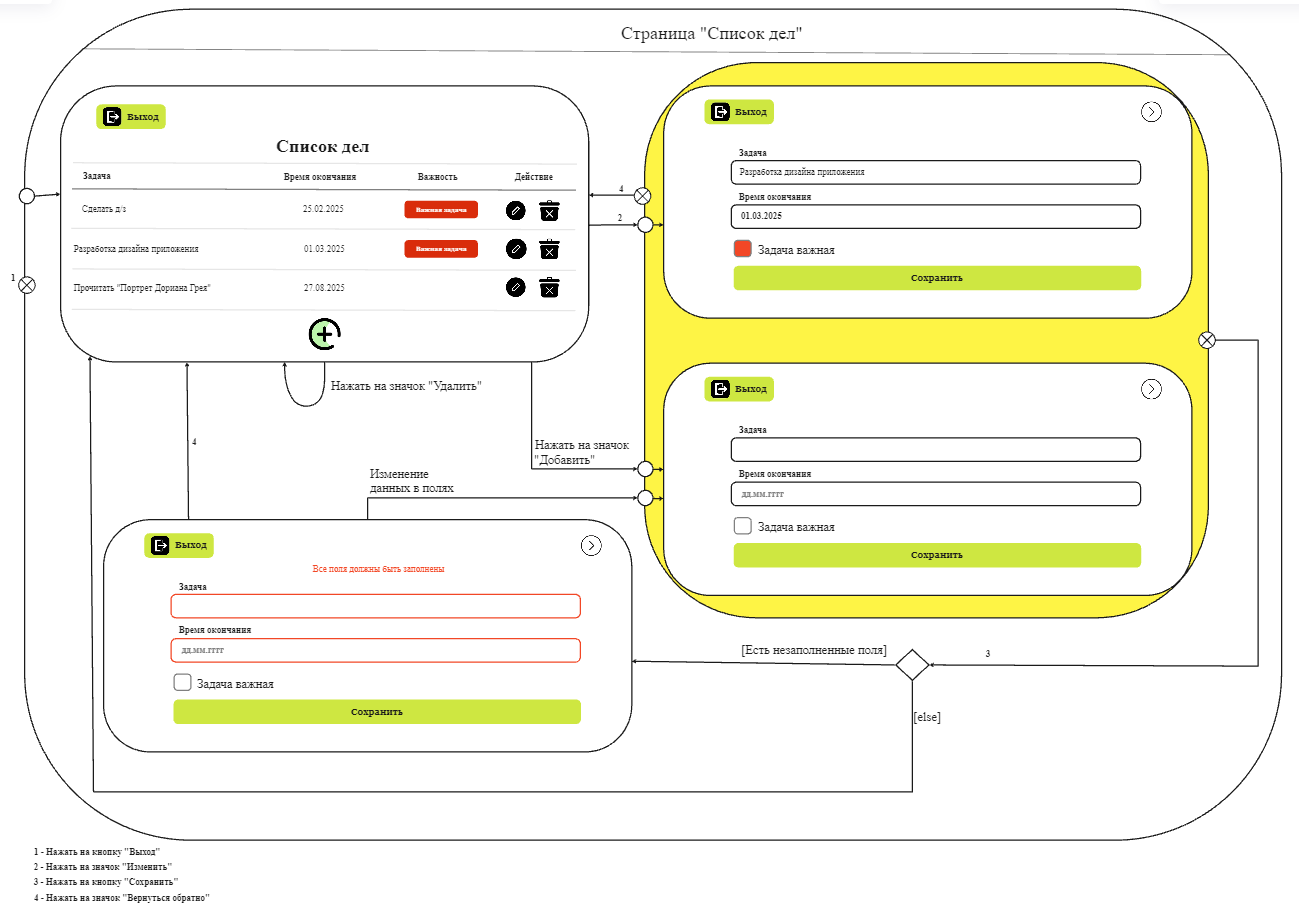 Страница "Список дел"
Выход
Список дел
Задача Время окончания Важность Действие
Сделать д/з 25.02.2025 Важная задача
Разработка дизайна приложения 01.03.2025 Важная задача
Прочитать "Портрет Дориана Грея" 27.08.2025
1
4
2
Выход
Задача
Разработка дизайна приложения
Время окончания
01.03.2025
Задача важная
Сохранить
Нажать на значок "Удалить"
4
Нажать на значок
"Добавить"
Изменение
данных в полях
Выход
Задача
Время окончания
дд.мм.гггг
Задача важная
Сохранить
Выход
Все поля должны быть заполнены
Задача
Время окончания
дд.мм.гггг
Задача важная
Сохранить
[Есть незаполненные поля]
3
[else]
1 - Нажать на кнопку "Выход"
2 - Нажать на значок "Изменить"
3 - Нажать на кнопку "Сохранить"
4 - Нажать на значок "Вернуться обратно"